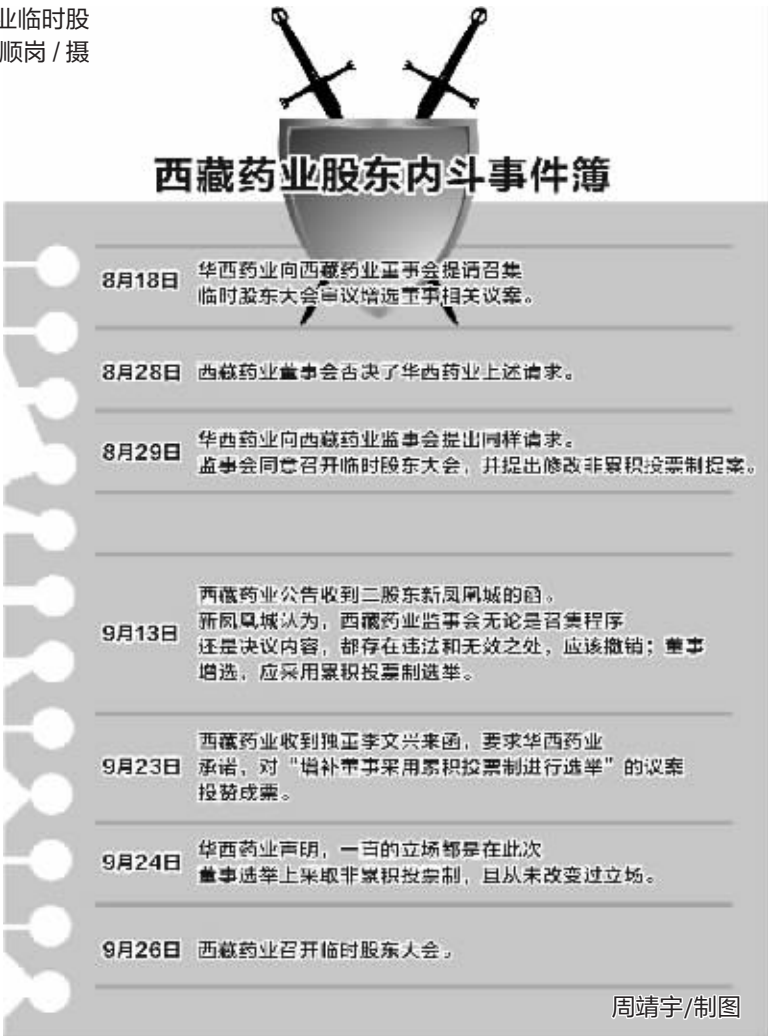 业临时股
顺岗/摄
西藏药业股东内斗事件簿
8月18日
华西药业向西藏药业董事会提请召集
临时股东大会审议增选董事相关议案。
8月28日
西藏药业董事会否决了华西药业上述请求。
8月29日
华西药业向西藏药业监事会提出同样请求。
监事会同意召开临时股东大会，并提出修改非累积投票制提案。
9月13日
西藏药业公告收到二股东新凤凰城的函。
新凤凰城认为，西藏药业监事会无论是召集程序
还是决议内容，都存在违法和无效之处，应该撤销；董事
增选，应采用累积投票制选举。
9月23日
西藏药业收到独董李文兴来函，要求华西药业
承诺，对“增补董事采用累积投票制进行选举”的议案
投赞成票。
9月24日
华西药业声明，一直的立场都是在此次
董事选举上采取非累积投票制，且从未改变过立场。
9月26日
西藏药业召开临时股东大会。
周靖宇/制图